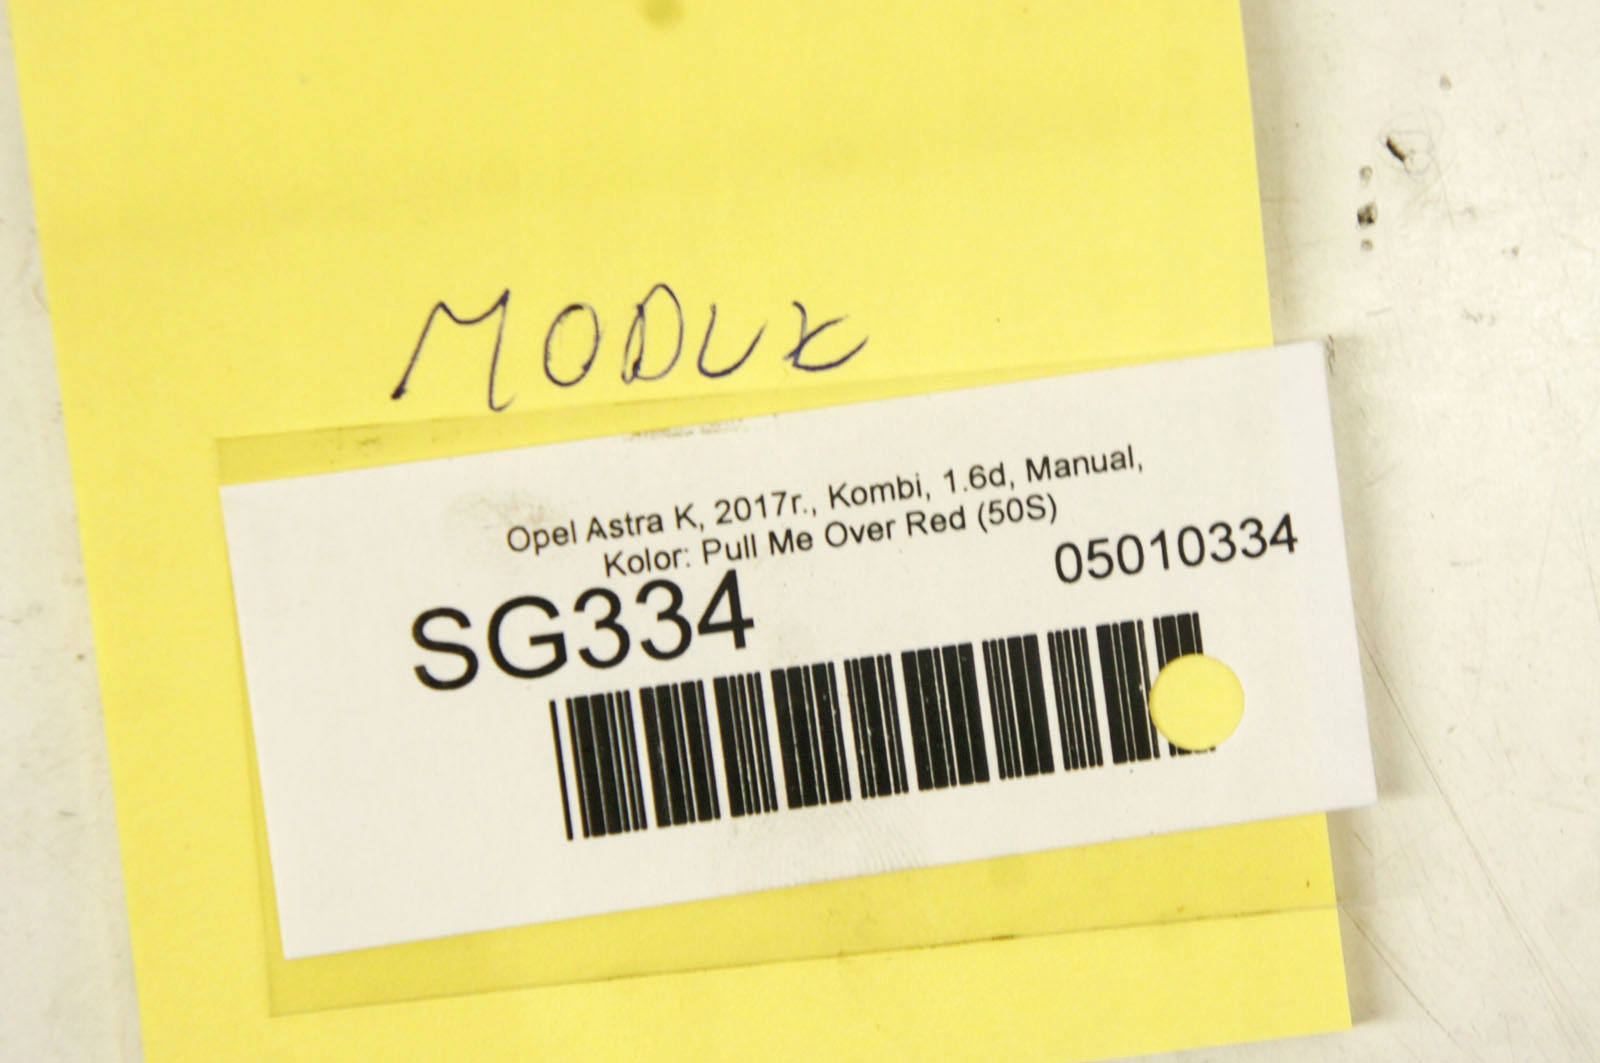 MODUŁ
Opel Astra K, 2017r., Kombi, 1.6d, Manual,
Kolor: Pull Me Over Red (50S)
05010334
SG334